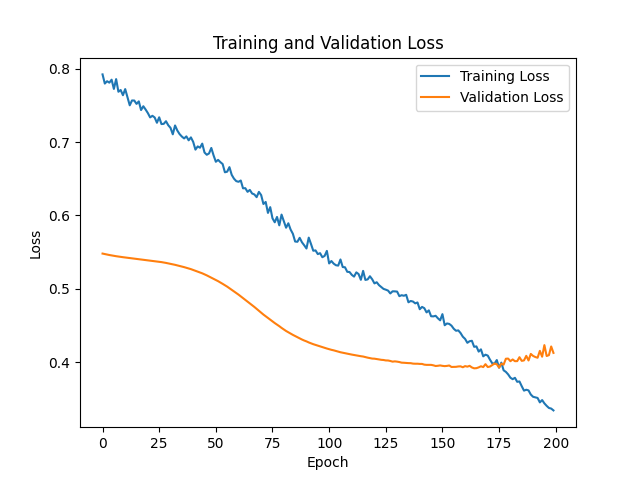 Training and Validation Loss
Training Loss
Validation Loss
Loss
0.8
0.7
0.6
0.5
0.4
0 25 50 75 100 125 150 175 200
Epoch